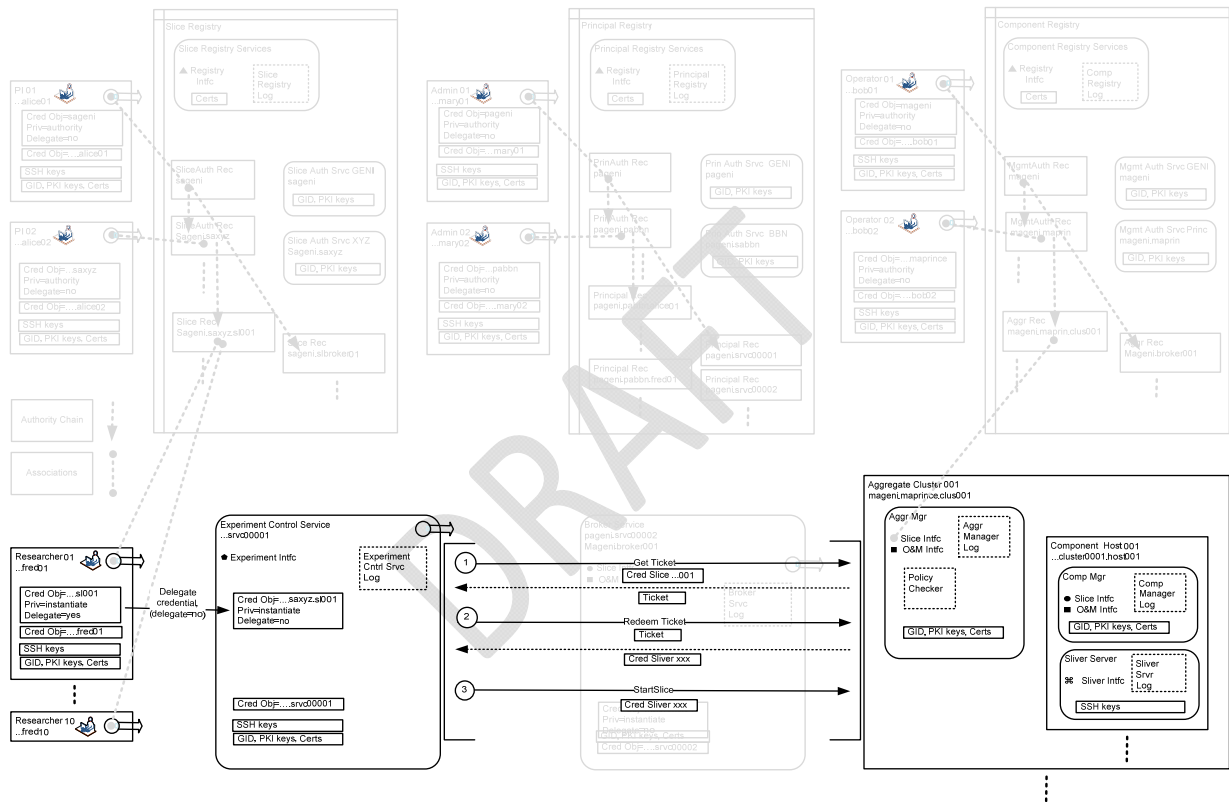 Slice Registry
Slice Registry Services
Registry
Intfc
Certs
Slice
Registry
Log
PI 01
...alice01
Cred Obj=sageni
Priv=authority
Delegate=no
Cred Obj=....alice01
SSH keys
GID, PKI keys, Certs
SliceAuth Rec
sageni
Slice Auth Srvc GENI
sageni
GID, PKI keys
PI 02
...alice02
Cred Obj=...saxyz
Priv=authority
Delegate=no
Cred Obj=....alice02
SSH keys
GID, PKI keys, Certs
SliceAuth Rec
Sageni.saxyz
Slice Auth Srvc XYZ
Sageni.saxyz
GID, PKI keys
Slice Rec
Sageni.saxyz.sl001
Slice Rec
sageni.slbroker01
Authority Chain
Associations
Principal Registry
Principal Registry Services
Registry
Intfc
Certs
Principal
Registry
Log
Admin 01
...mary01
Cred Obj=pageni
Priv=authority
Delegate=no
Cred Obj=...mary01
SSH keys
GID, PKI keys, Certs
PrinAuth Rec
pageni
Prin Auth Srvc GENI
pageni
GID, PKI keys
Admin 02
...mary02
Cred Obj=...pabbn
Priv=authority
Delegate=no
Cred Obj=....mary02
SSH keys
GID, PKI keys, Certs
PrinAuth Rec
pageni.pabbn
Prin Auth Srvc BBN
pageni.sabbn
GID, PKI keys
Principal Rec
Principal Rec
pageni.pabbn.fred01
Principal Rec
pageni.srvc00001
Principal Rec
pageni.srvc00002
Component Registry
Component Registry Services
Registry
Intfc
Certs
Comp
Registry
Log
Operator 01
...bob01
Cred Obj=mageni
Priv=authority
Delegate=no
Cred Obj=....bob01
SSH keys
GID, PKI keys, Certs
MgmtAuth Rec
mageni
Mgmt Auth Srvc GENI
mageni
GID, PKI keys
Operator 02
...bob02
Cred Obj=...maprince
Priv=authority
Delegate=no
Cred Obj=....bob02
SSH keys
GID, PKI keys, Certs
MgmtAuth Rec
mageni.maprin
Mgmt Auth Srvc Princ
mageni.maprin
GID, PKI keys
Aggr Rec
mageni.maprin.clus001
Aggr Rec
Mageni.broker001
DRAFT
Researcher 01
...fred01
Cred Obj=....sl001
Priv=instantiate
Delegate=yes
Cred Obj=....fred01
SSH keys
GID, PKI keys, Certs
Researcher 10
...fred10
Delegate
credential,
(delegate=no)
Experiment Control Service
...srvc00001
Experiment Intfc
Experiment
Cntrl Srvc
Log
Cred Obj=....saxyz.sl001
Priv=instantiate
Delegate=no
Cred Obj=....srvc00001
SSH keys
GID, PKI keys, Certs
Broker Service
pageni.srvc00002
Mageni.broker001
Broker
Srvc
Log
Priv=instantiate
GID, PKI keys, Certs
Cred Obj=....srvc00002
1
Get Ticket
Cred Slice ...001
Ticket
2
Redeem Ticket
Ticket
Cred Sliver xxx
3
StartSlice
Cred Sliver xxx
Aggregate Cluster 001
mageni.maprince.clus001
Aggr Mgr
Slice Intfc
O&M Intfc
Aggr
Manager
Log
Policy
Checker
GID, PKI keys, Certs
Component Host 001
...cluster0001.host001
Comp Mgr
Slice Intfc
O&M Intfc
Comp
Manager
Log
GID, PKI keys, Certs
Sliver Server
Sliver Intfc
Sliver
Srvr
Log
SSH keys